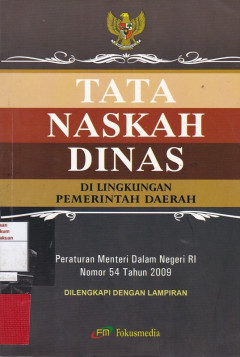 TATA
NASKAH
DINAS
DI LINGKUNGAN
PEMERINTAH DAERAH
Peraturan Menteri Dalam Negeri RI
Nomor 54 Tahun 2009
DILENGKAPI DENGAN LAMPIRAN
FM Fokusmedia